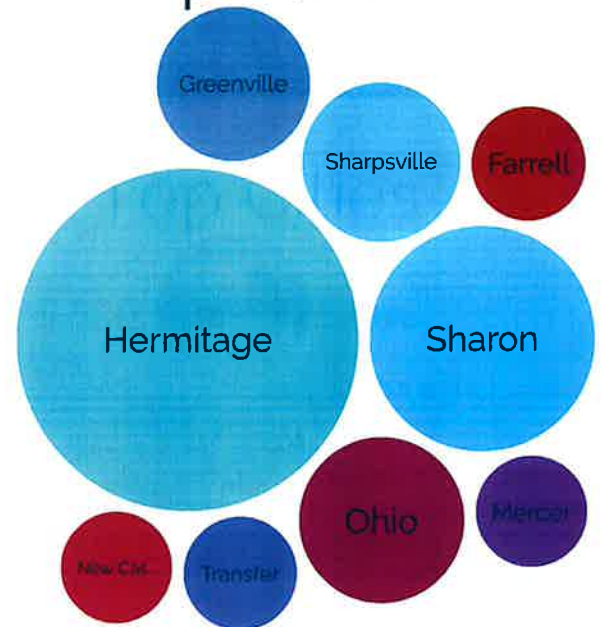 Greenville
Sharpsville
Farrell
Hermitage
Sharon
Ohio
Mercer
New Cas...
Transfer